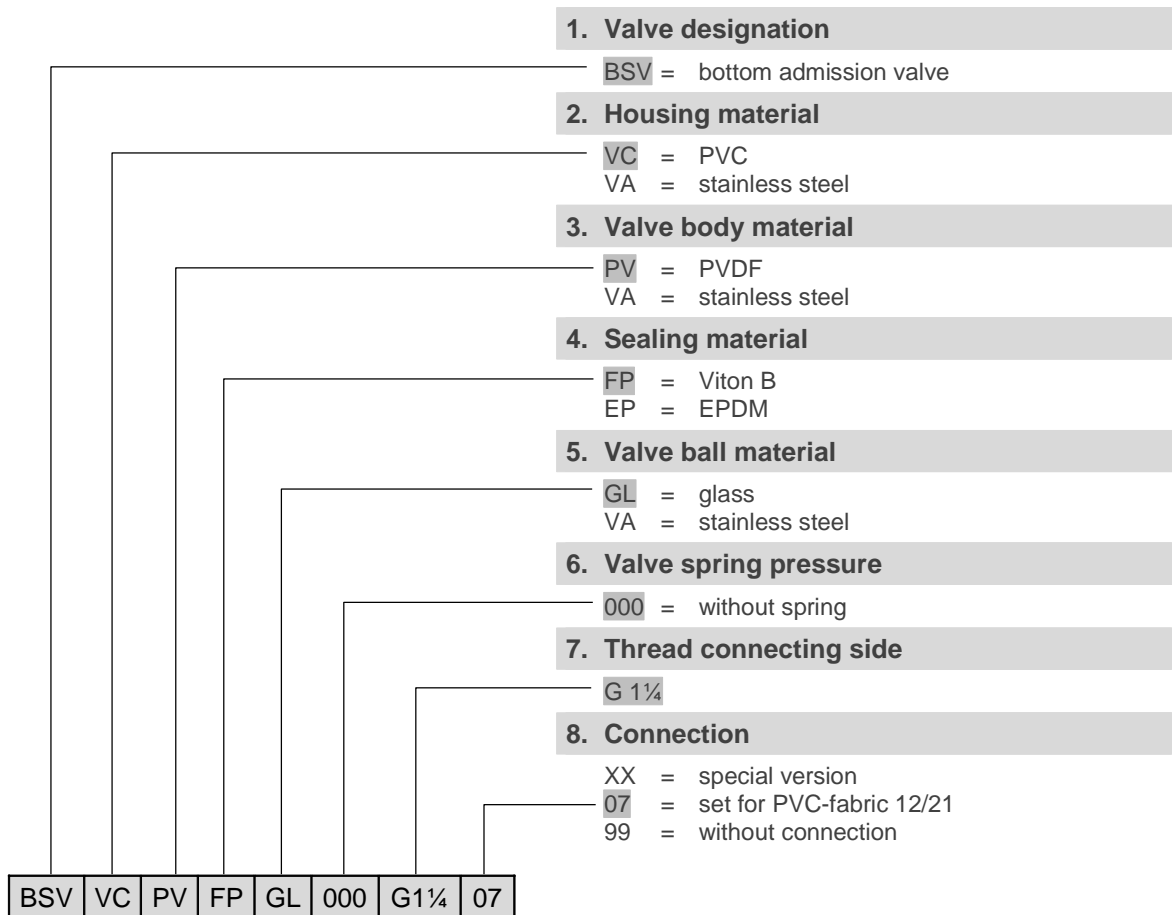 1. Valve designation
BSV = bottom admission valve
2. Housing material
VC = PVC
VA = stainless steel
3. Valve body material
PV = PVDF
VA = stainless steel
4. Sealing material
FP = Viton B
EP = EPDM
5. Valve ball material
GL = glass
VA = stainless steel
6. Valve spring pressure
000 = without spring
7. Thread connecting side
G 1¼
8. Connection
XX = special version
07 = set for PVC-fabric 12/21
99 = without connection
BSV VC PV FP GL 000 G1¼ 07